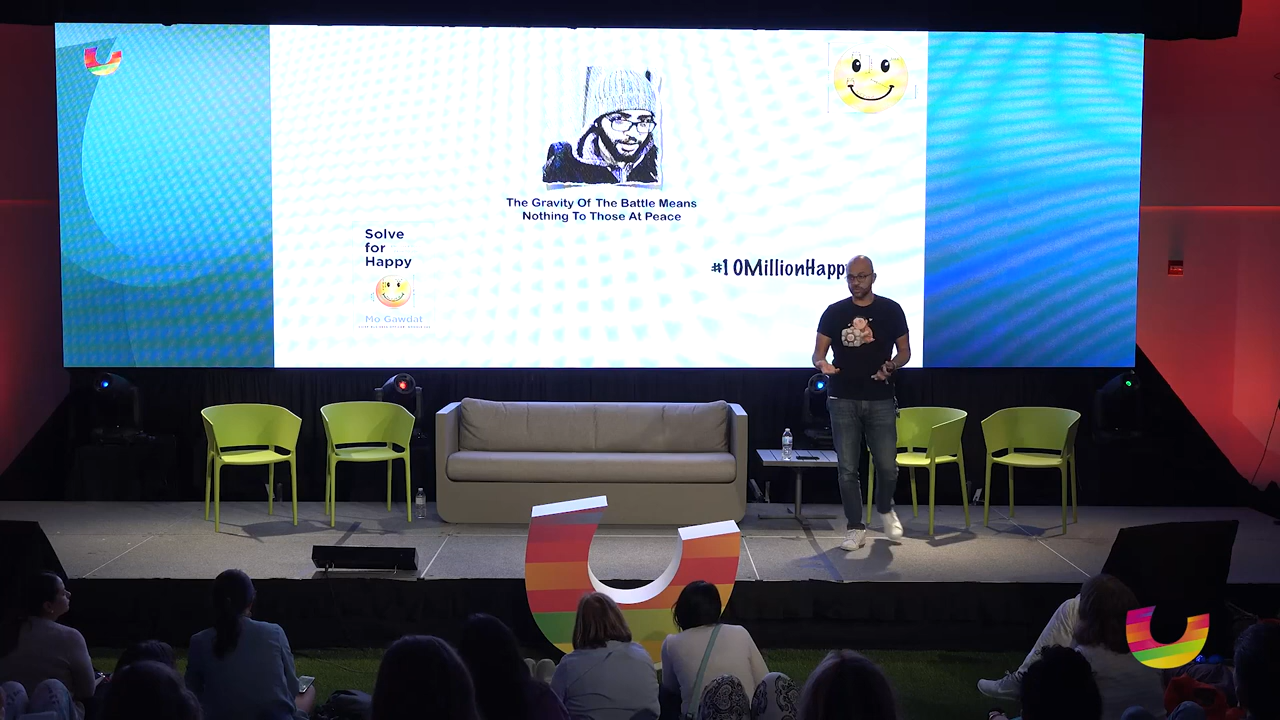 The Gravity Of The Battle Means
Nothing To Those At Peace
Solve
for
Happy
#10MillionHapp
Mo Gawdat